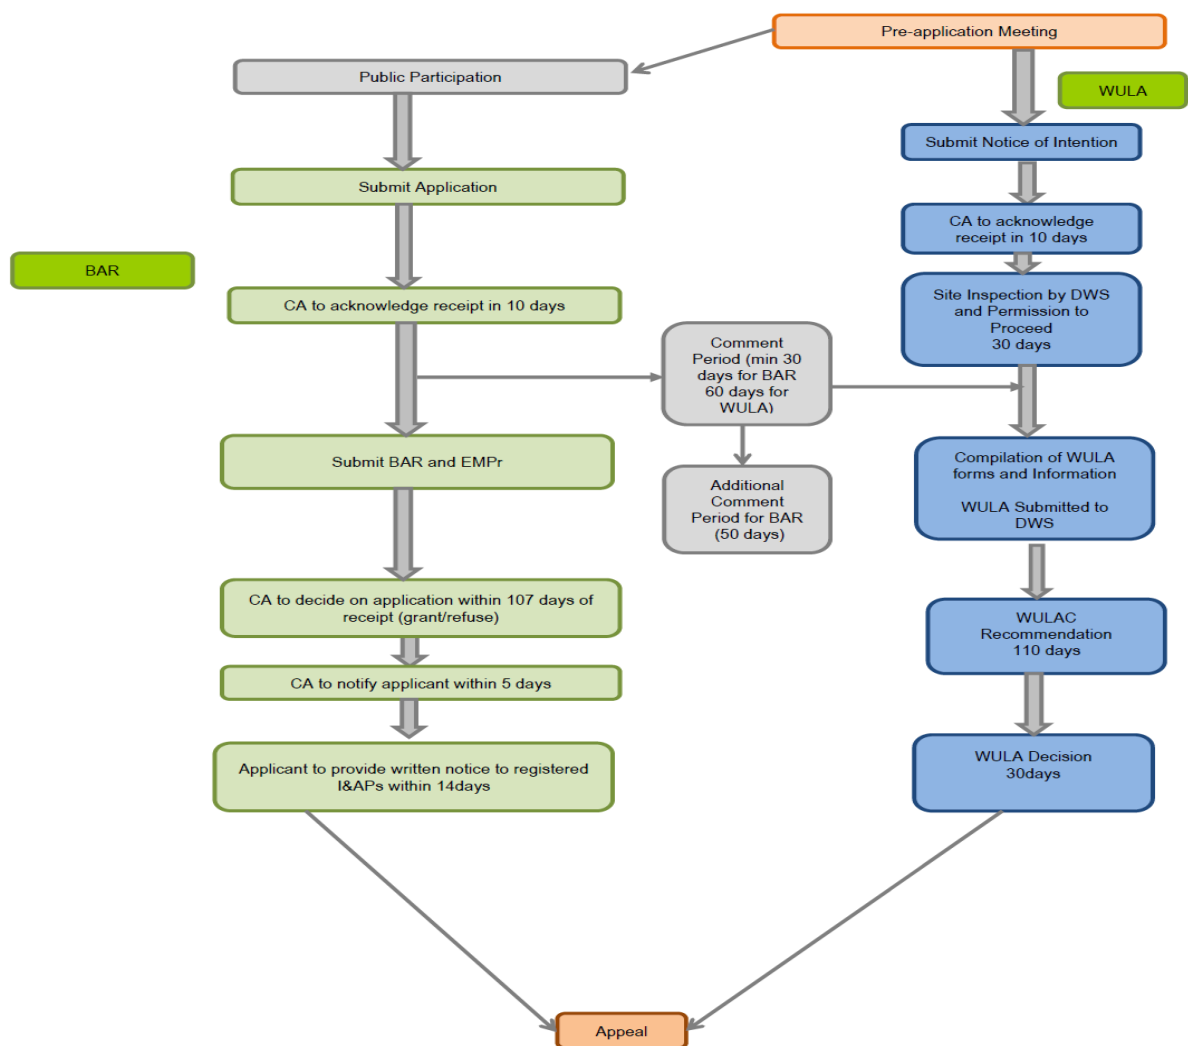 Pre-application Meeting
Public Participation
WULA
Submit Notice of Intention
Submit Application
CA to acknowledge
receipt in 10 days
BAR
CA to acknowledge receipt in 10 days
Site Inspection by DWS
and Permission to
Proceed
30 days
Comment
Period (min 30
days for BAR
60 days for
WULA)
Submit BAR and EMPr
Additional
Comment
Period for BAR
(50 days)
Compilation of WULA
forms and Information
WULA Submitted to
DWS
CA to decide on application within 107 days of
receipt (grant/refuse)
WULAC
Recommendation
110 days
CA to notify applicant within 5 days
Applicant to provide written notice to registered
I&APs within 14days
WULA Decision
30days
Appeal